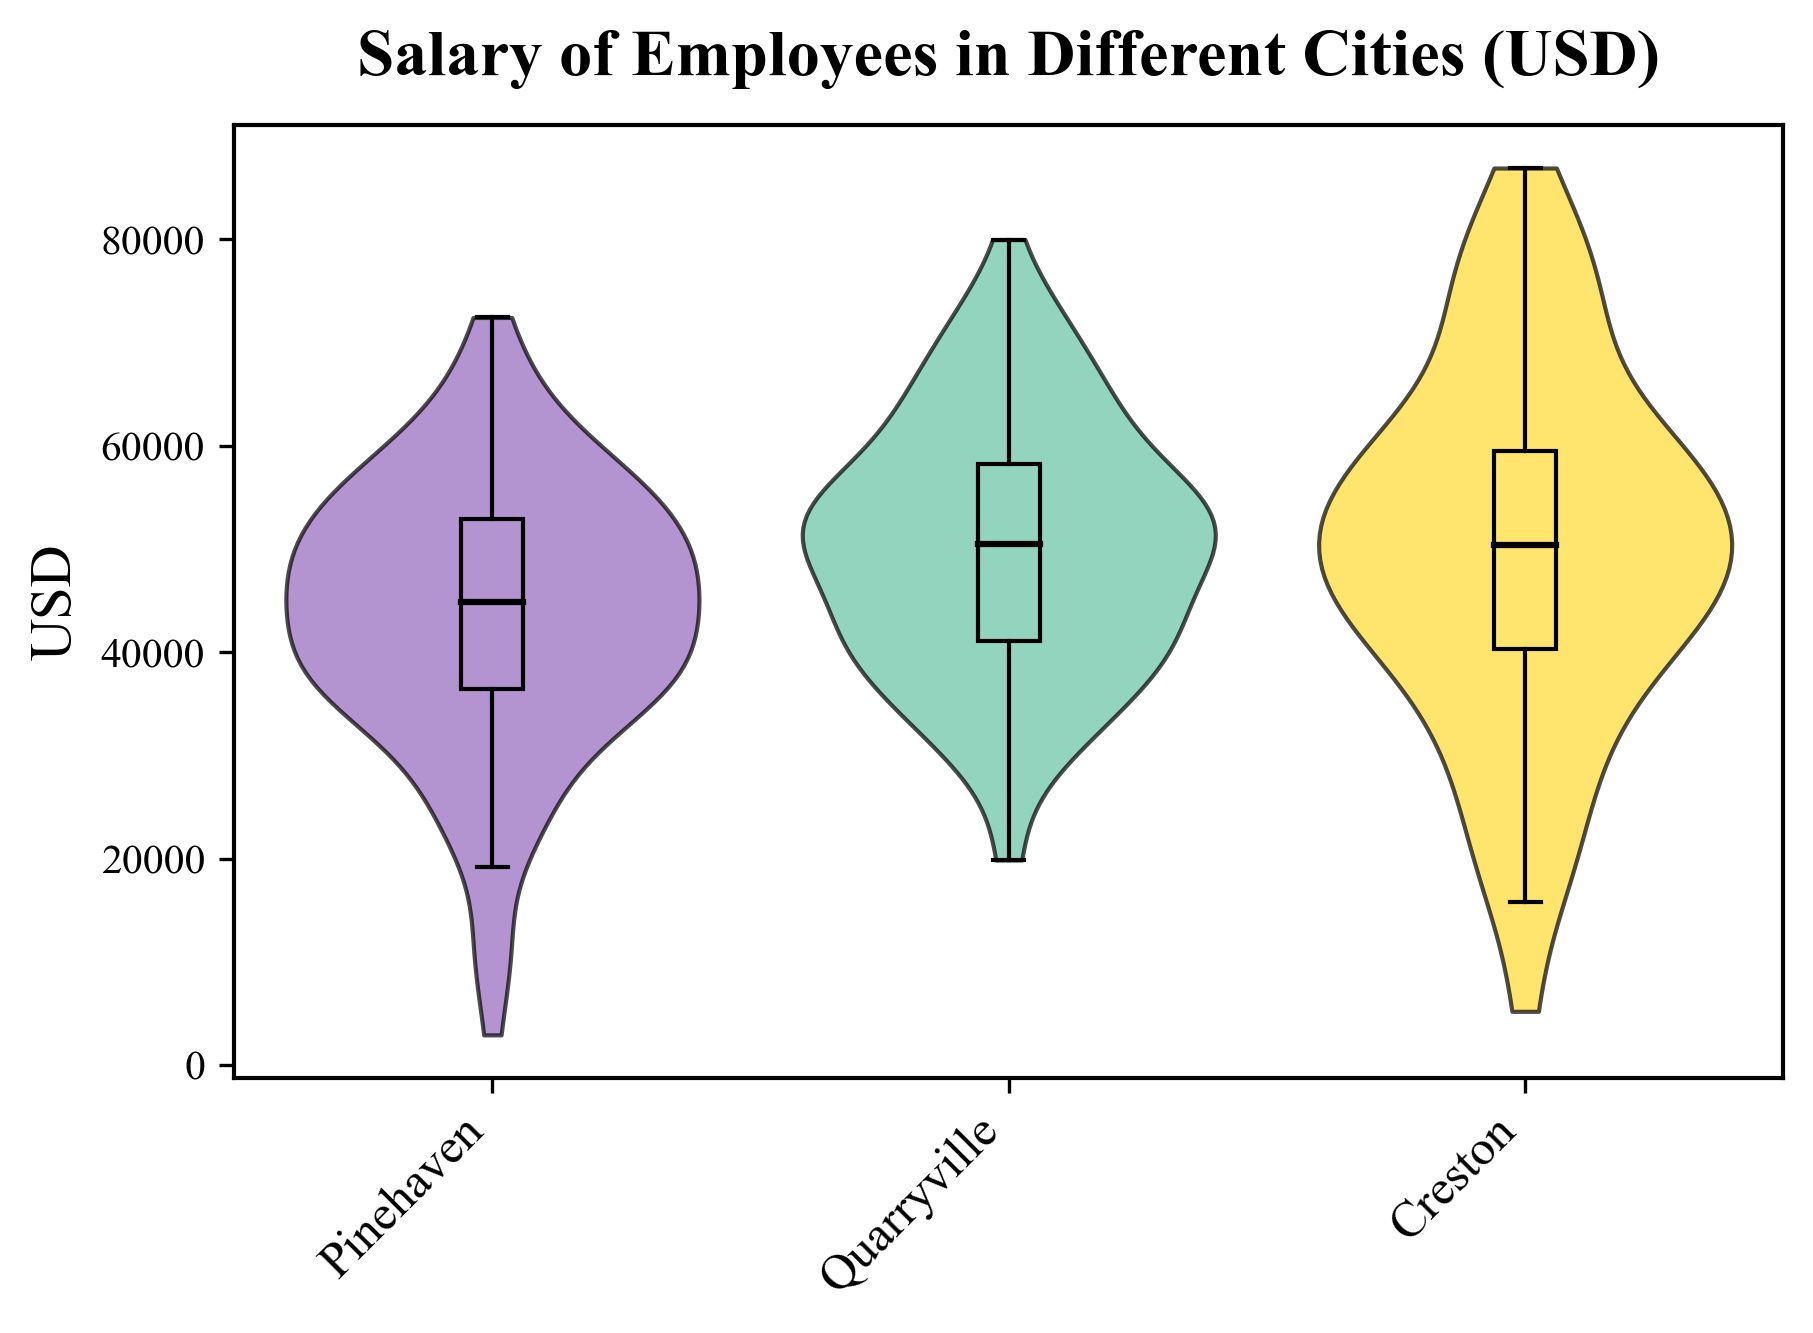 Salary of Employees in Different Cities (USD)
USD
80000
60000
40000
20000
0
Pinehaven
Quarryville
Creston